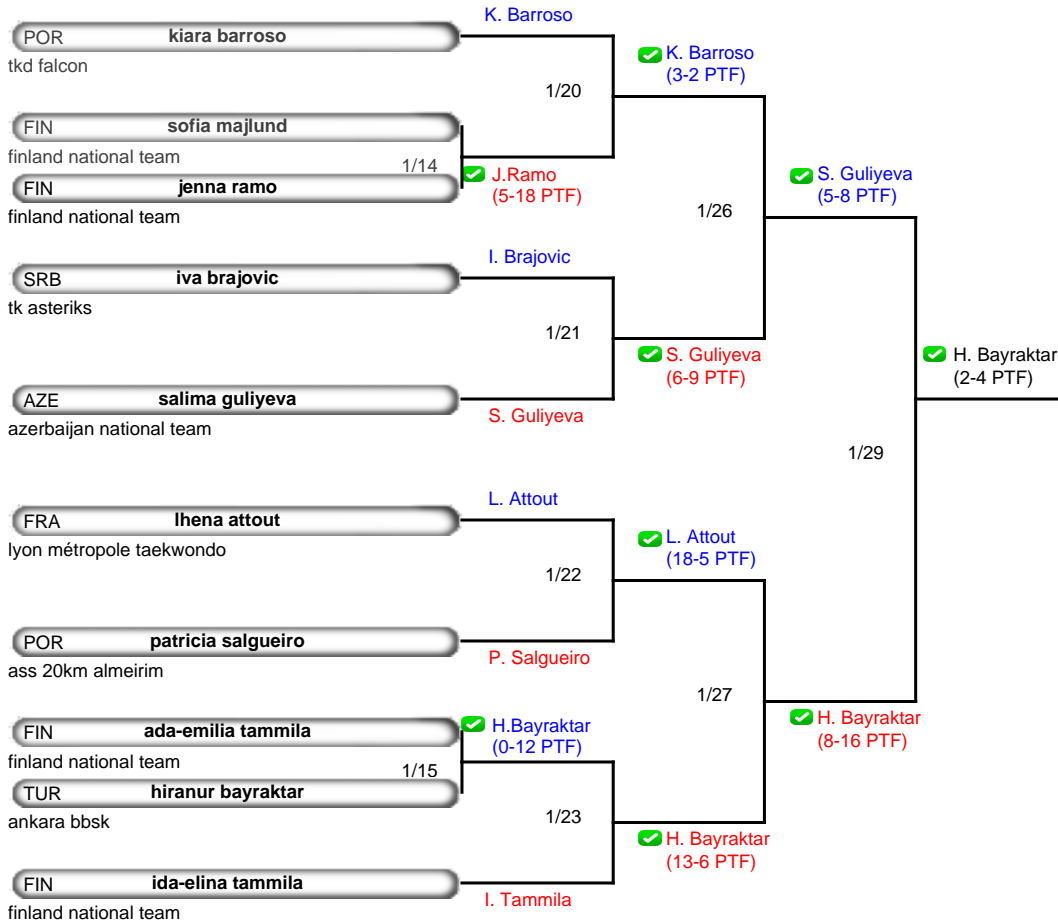 K. Barroso
POR kiara barroso
tkd falcon
K. Barroso
(3-2 PTF)
1/20
FIN sofia majlund
finland national team
1/14
J.Ramo
(5-18 PTF)
FIN jenna ramo
finland national team
S. Guliyeva
(5-8 PTF)
1/26
I. Brajovic
SRB iva brajovic
tk asteriks
1/21
S. Guliyeva
(6-9 PTF)
H. Bayraktar
(2-4 PTF)
AZE salima guliyeva
azerbaijan national team
S. Guliyeva
1/29
L. Attout
FRA lhena attout
lyon métropole taekwondo
L. Attout
(18-5 PTF)
1/22
POR patricia salgueiro
ass 20km almeirim
P. Salgueiro
1/27
FIN ada-emilia tammila
finland national team
H.Bayraktar
(0-12 PTF)
H. Bayraktar
(8-16 PTF)
1/15
TUR hiranur bayraktar
ankara bbsk
1/23
H. Bayraktar
(13-6 PTF)
FIN ida-elina tammila
finland national team
I. Tammila